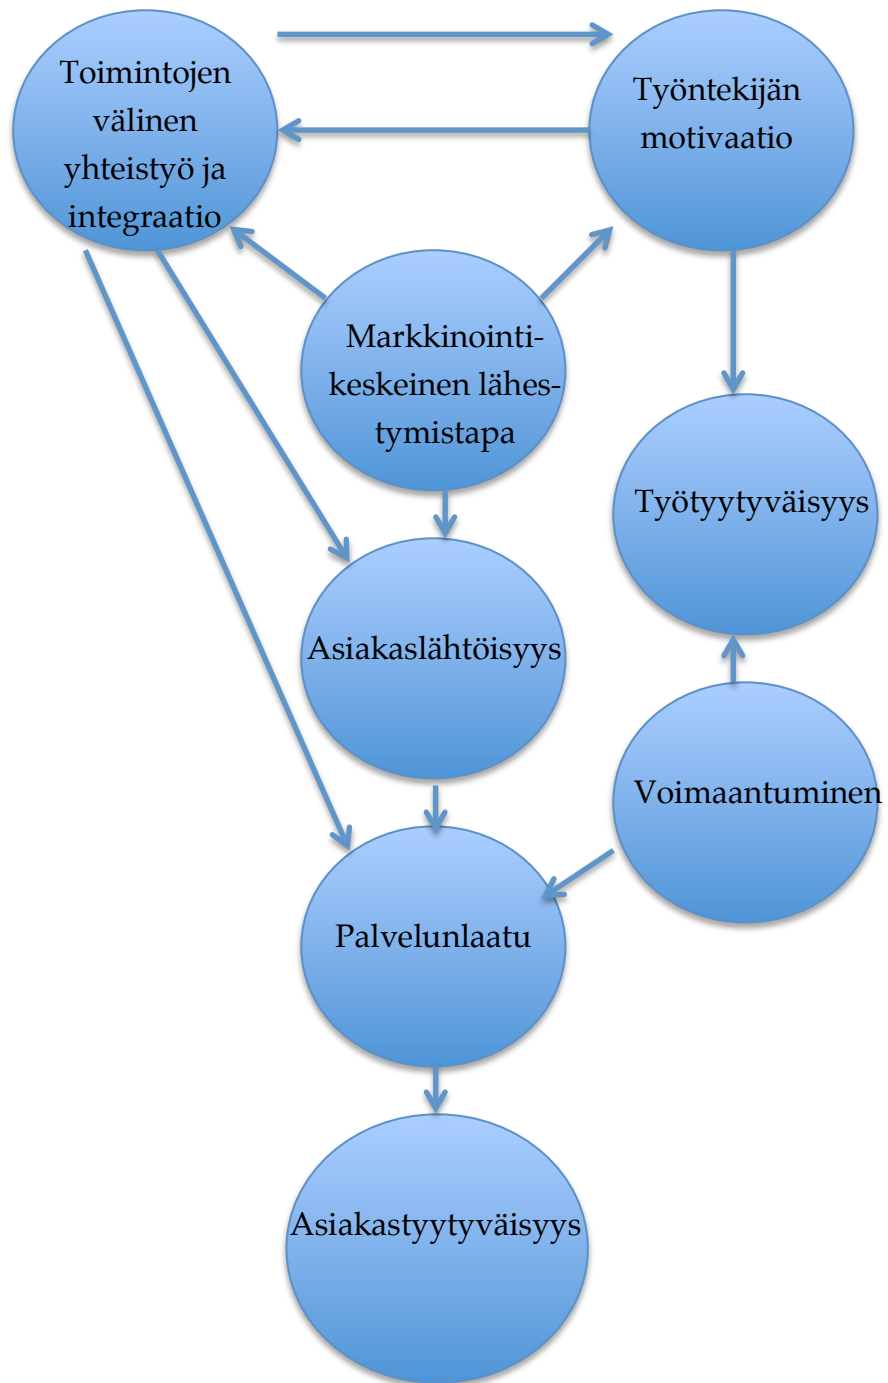 Toimintojen
välinen
yhteistyö ja
integraatio
Työntekijän
motivaatio
Markkinointi-
keskeinen lähes-
tymistapa
Työtyytyväisyys
Asiakaslähtöisyys
Voimaantuminen
Palvelunlaatu
Asiakastyytyväisyys